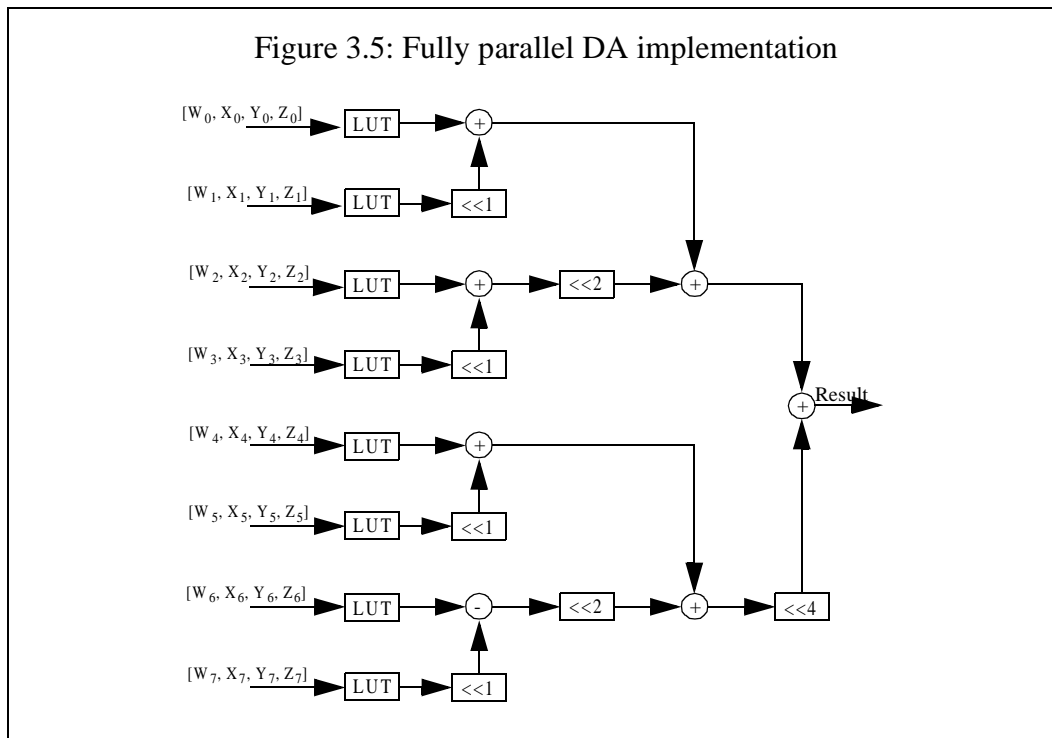 Figure 3.5: Fully parallel DA implementation
[W0, X0, Y0, Z0] LUT +
[W1, X1, Y1, Z1] LUT <<1
[W2, X2, Y2, Z2] LUT + <<2 +
[W3, X3, Y3, Z3] LUT <<1
+ Result
[W4, X4, Y4, Z4] LUT +
[W5, X5, Y5, Z5] LUT <<1
[W6, X6, Y6, Z6] LUT - <<2 + <<4
[W7, X7, Y7, Z7] LUT <<1